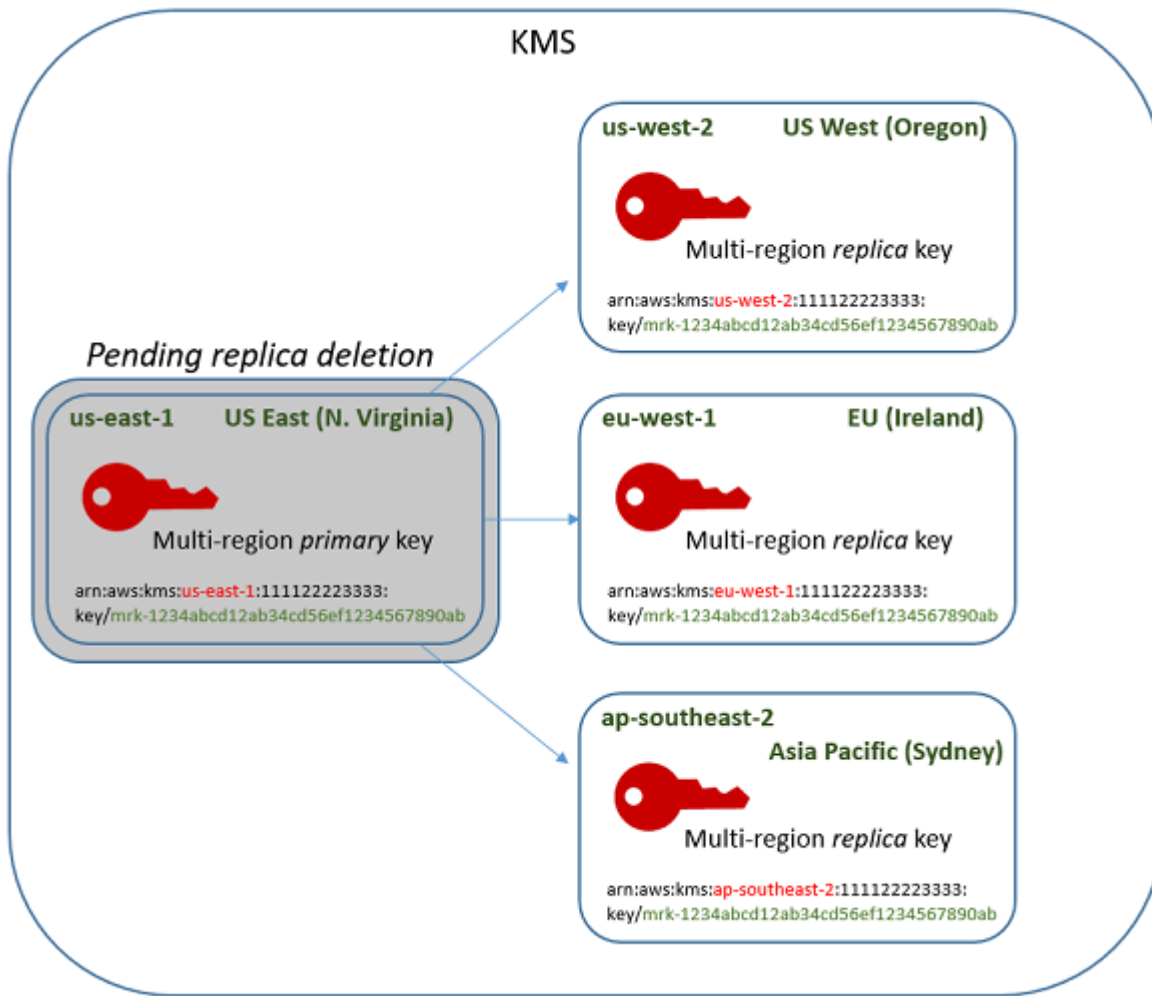 KMS
us-west-2 US West (Oregon)
Multi-region replica key
arn:aws:kms:us-west-2:111122223333:
key/mrk-1234abcd12ab34cd56ef1234567890ab
Pending replica deletion
us-east-1 US East (N. Virginia)
Multi-region primary key
arn:aws:kms:us-east-1:111122223333:
key/mrk-1234abcd12ab34cd56ef1234567890ab
eu-west-1 EU (Ireland)
Multi-region replica key
arn:aws:kms:eu-west-1:111122223333:
key/mrk-1234abcd12ab34cd56ef1234567890ab
ap-southeast-2
Asia Pacific (Sydney)
Multi-region replica key
arn:aws:kms:ap-southeast-2:111122223333:
key/mrk-1234abcd12ab34cd56ef1234567890ab